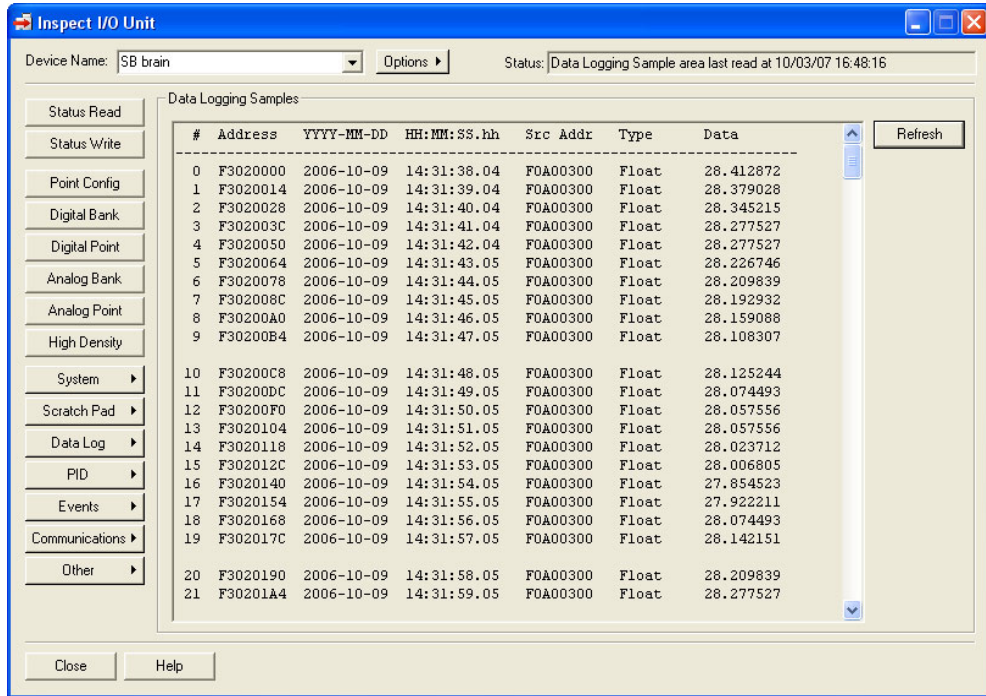 Inspect I/O Unit
Device Name: SB brain Options Status: Data Logging Sample area last read at 10/03/07 16:48:16
Status Read
Status Write
Point Config
Digital Bank
Digital Point
Analog Bank
Analog Point
High Density
System
Scratch Pad
Data Log
PID
Events
Communications
Other
Data Logging Samples
# Address YYYY-MM-DD HH:MM:SS.hh Src Addr Type Data
0 F3020000 2006-10-09 14:31:38.04 F0A00300 Float 28.412872
1 F3020014 2006-10-09 14:31:39.04 F0A00300 Float 28.379028
2 F3020028 2006-10-09 14:31:40.04 F0A00300 Float 28.345215
3 F302003C 2006-10-09 14:31:41.04 F0A00300 Float 28.277527
4 F3020050 2006-10-09 14:31:42.04 F0A00300 Float 28.277527
5 F3020064 2006-10-09 14:31:43.05 F0A00300 Float 28.226746
6 F3020078 2006-10-09 14:31:44.05 F0A00300 Float 28.209839
7 F302008C 2006-10-09 14:31:45.05 F0A00300 Float 28.192932
8 F30200A0 2006-10-09 14:31:46.05 F0A00300 Float 28.159088
9 F30200B4 2006-10-09 14:31:47.05 F0A00300 Float 28.108307
10 F30200C8 2006-10-09 14:31:48.05 F0A00300 Float 28.125244
11 F30200DC 2006-10-09 14:31:49.05 F0A00300 Float 28.074493
12 F30200F0 2006-10-09 14:31:50.05 F0A00300 Float 28.057556
13 F3020104 2006-10-09 14:31:51.05 F0A00300 Float 28.057556
14 F3020118 2006-10-09 14:31:52.05 F0A00300 Float 28.023712
15 F302012C 2006-10-09 14:31:53.05 F0A00300 Float 28.006805
16 F3020140 2006-10-09 14:31:54.05 F0A00300 Float 27.854523
17 F3020154 2006-10-09 14:31:55.05 F0A00300 Float 27.922211
18 F3020168 2006-10-09 14:31:56.05 F0A00300 Float 28.074493
19 F302017C 2006-10-09 14:31:57.05 F0A00300 Float 28.142151
20 F3020190 2006-10-09 14:31:58.05 F0A00300 Float 28.209839
21 F30201A4 2006-10-09 14:31:59.05 F0A00300 Float 28.277527
Refresh
Close Help